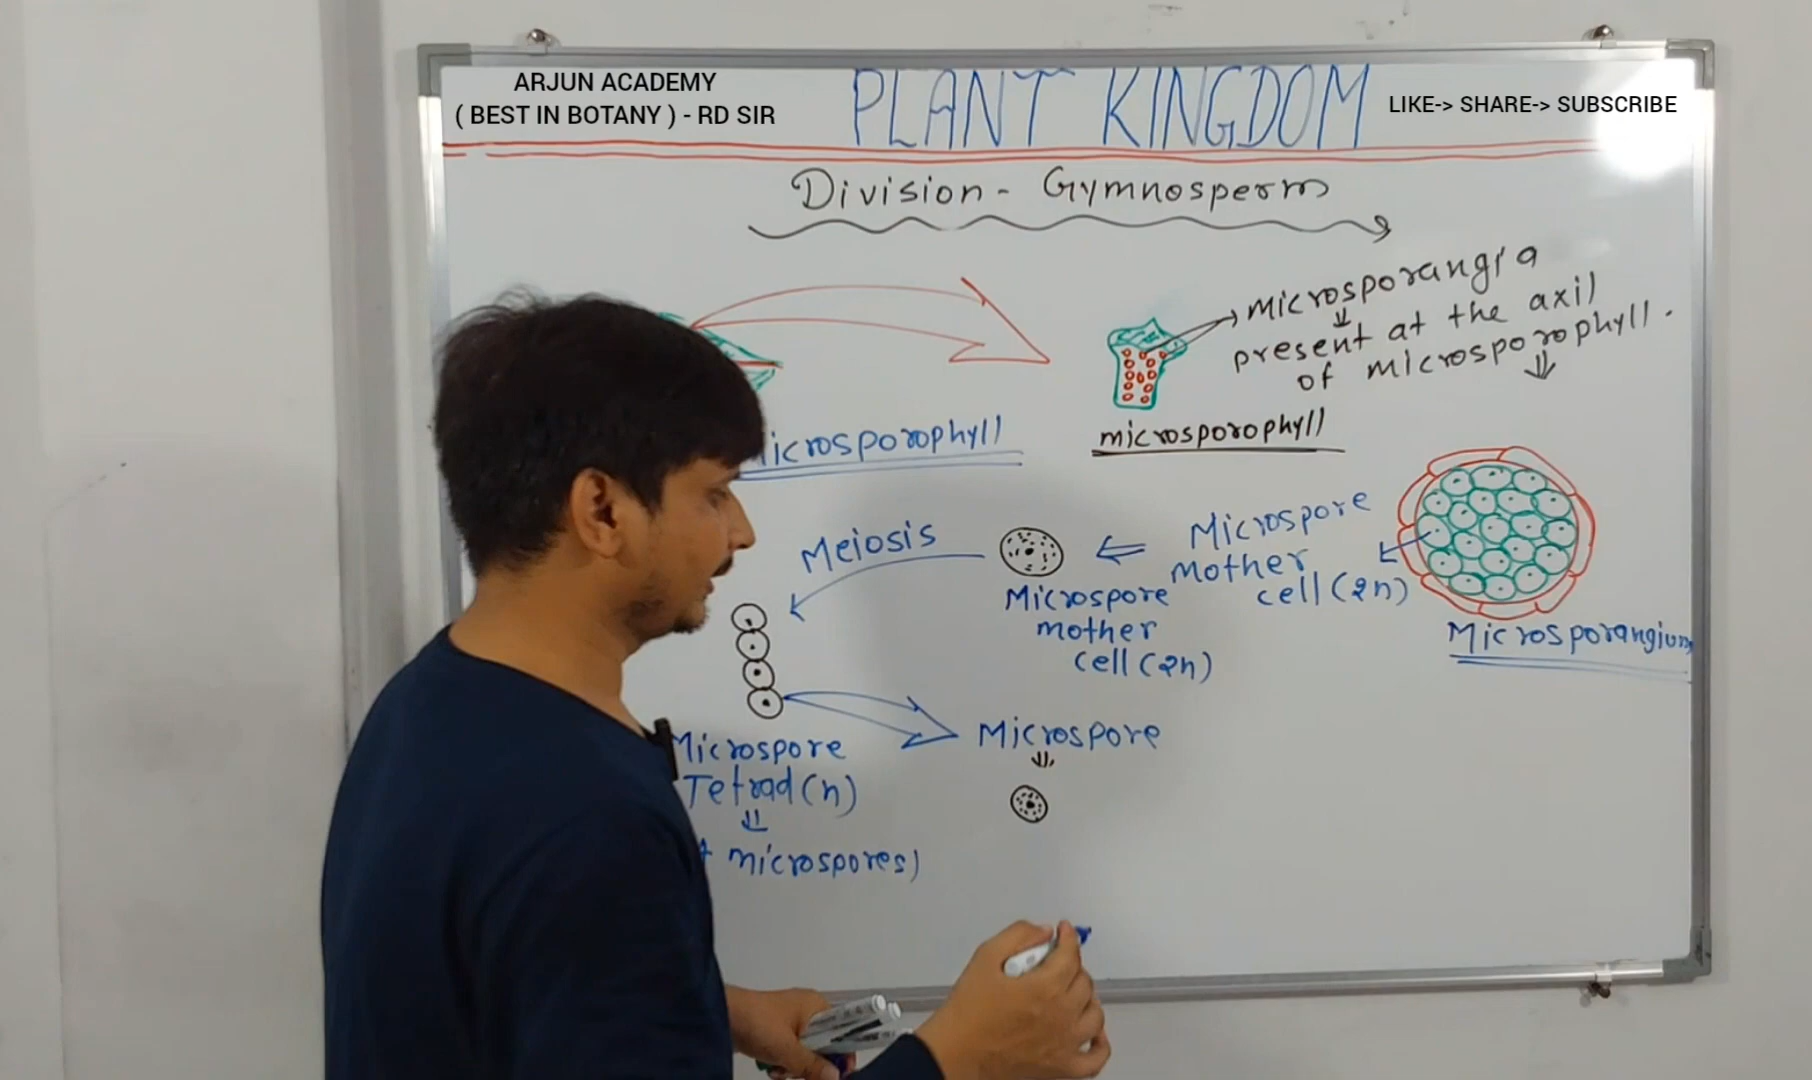 ARJUN ACADEMY
( BEST IN BOTANY ) - RD SIR
PLANT KINGDOM
LIKE-> SHARE-> SUBSCRIBE
Division - Gymnosperm
Microsporangia
present at the axil
of microsporophyll.
icrosporophyll
microsporophyll
Meiosis
Microspore
mother
cell (2n)
Microspore
mother
cell (2n)
Microsporangium
Microspore
Tetrad (n)
microspores)
Microspore